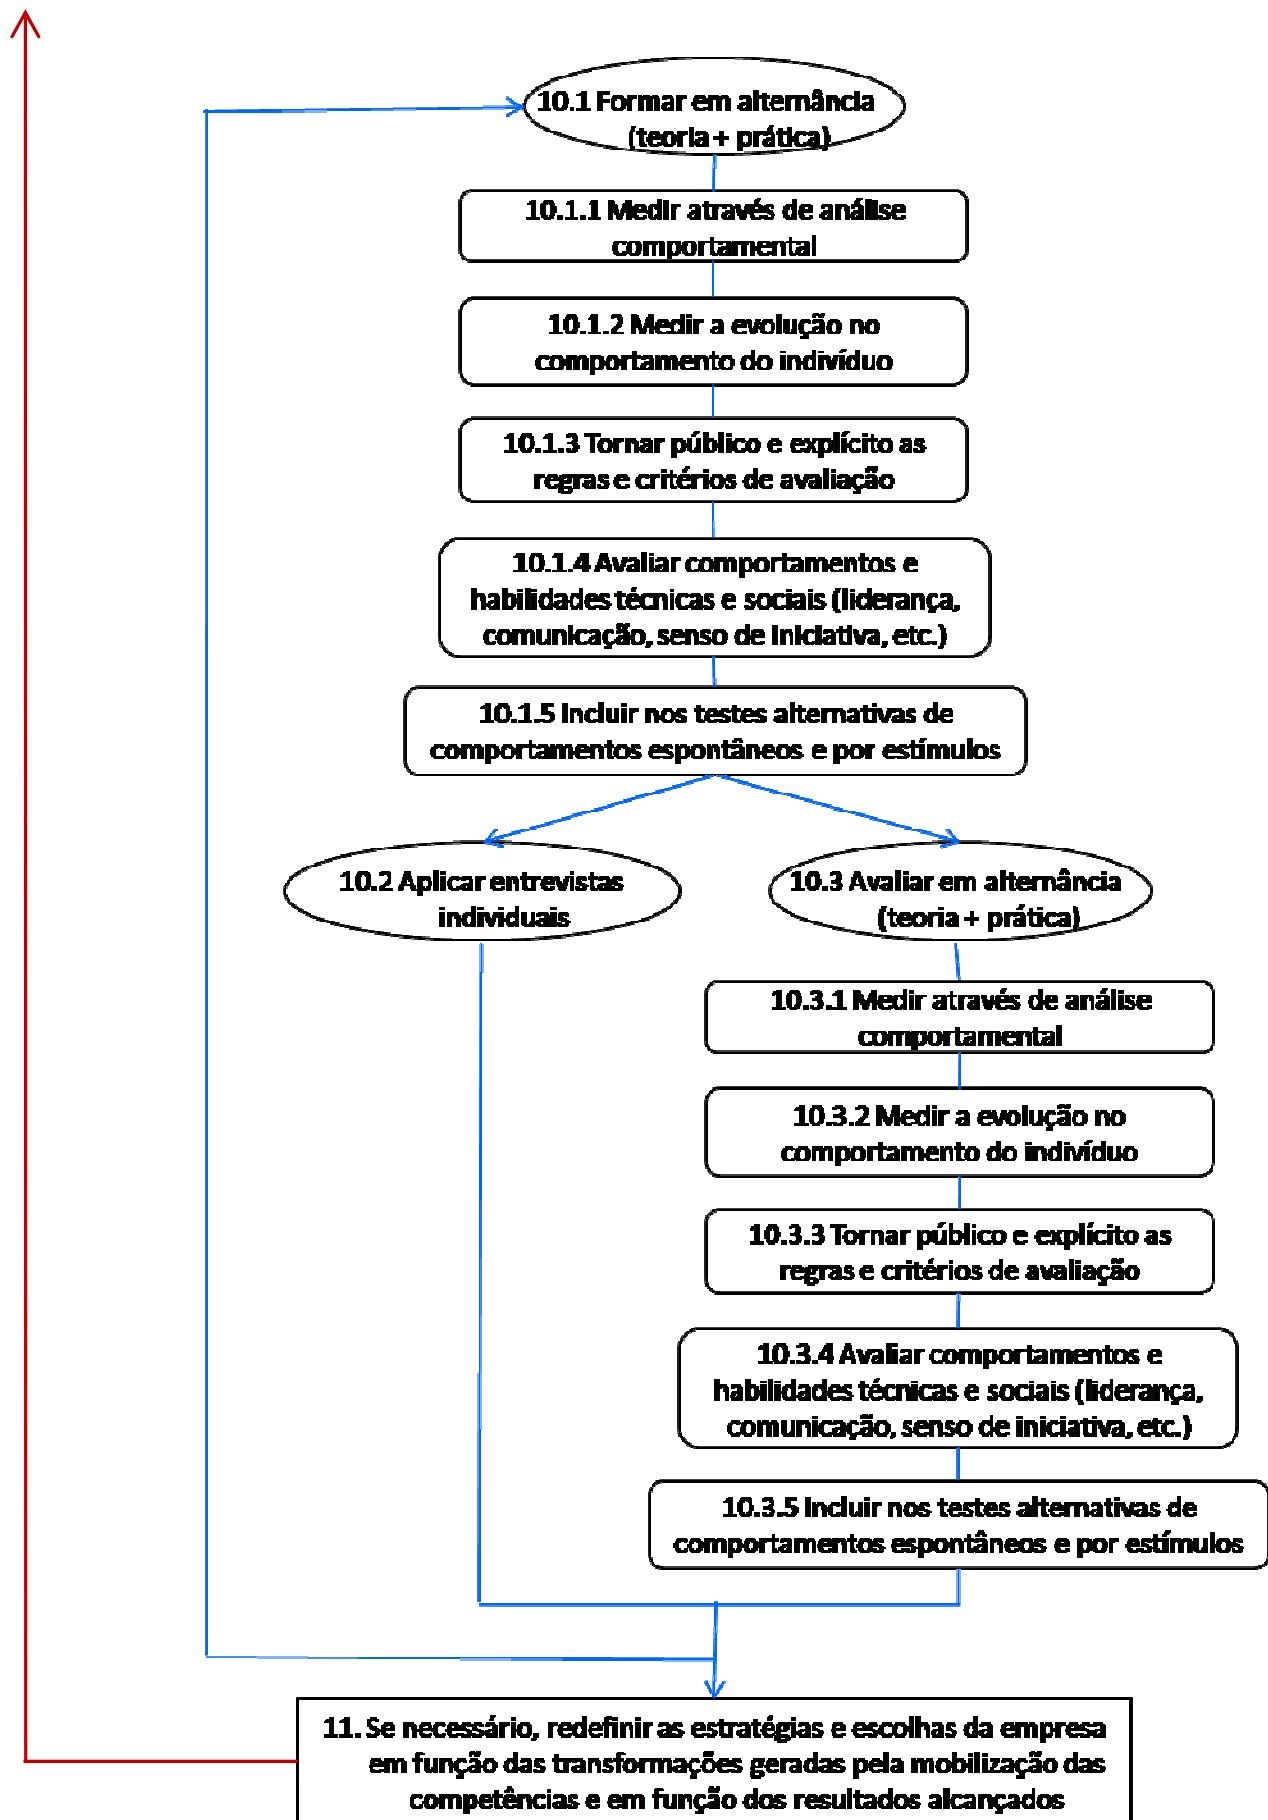 10.1 Formar em alternância
(teoria + prática)
10.1.1 Medir através de análise
comportamental
10.1.2 Medir a evolução no
comportamento do indivíduo
10.1.3 Tornar público e explícito as
regras e critérios de avaliação
10.1.4 Avaliar comportamentos e
habilidades técnicas e sociais (liderança,
comunicação, senso de iniciativa, etc.)
10.1.5 Incluir nos testes alternativas de
comportamentos espontâneos e por estímulos
10.2 Aplicar entrevistas
individuais
10.3 Avaliar em alternância
(teoria + prática)
10.3.1 Medir através de análise
comportamental
10.3.2 Medir a evolução no
comportamento do indivíduo
10.3.3 Tornar público e explícito as
regras e critérios de avaliação
10.3.4 Avaliar comportamentos e
habilidades técnicas e sociais (liderança,
comunicação, senso de iniciativa, etc.)
10.3.5 Incluir nos testes alternativas de
comportamentos espontâneos e por estímulos
11. Se necessário, redefinir as estratégias e escolhas da empresa
em função das transformações geradas pela mobilização das
competências e em função dos resultados alcançados